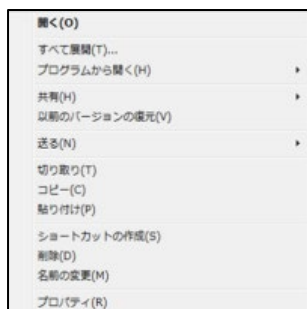 開く(O)
すべて展開(T)...
プログラムから開く(H)
共有(H)
以前のバージョンの復元(V)
送る(N)
切り取り(T)
コピー(C)
貼り付け(P)
ショートカットの作成(S)
削除(D)
名前の変更(M)
プロパティ(R)